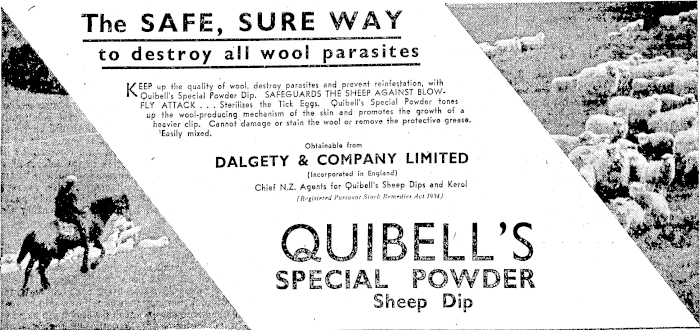 The SAFE, SURE WAY
to destroy all wool parasites
KEEP up the quality of wool, destroy parasites and prevent reinfestation, with
Quibell's Special Powder Dip. SAFEGUARDS THE SHEEP AGAINST BLOW-
FLY ATTACK . . . Sterilizes the Tick Eggs. Quibell's Special Powder tones
up the wool-producing mechanism of the skin and promotes the growth of a
heavier clip. Cannot damage or stain the wool or remove the protective grease.
Easily mixed.
Obtainable from
DALGETY & COMPANY LIMITED
(Incorporated in England)
Chief N.Z. Agents for Quibell's Sheep Dips and Kerol
(Registered Pursuant Stock Remedies Act 1934)
QUIBELL'S
SPECIAL POWDER
Sheep Dip